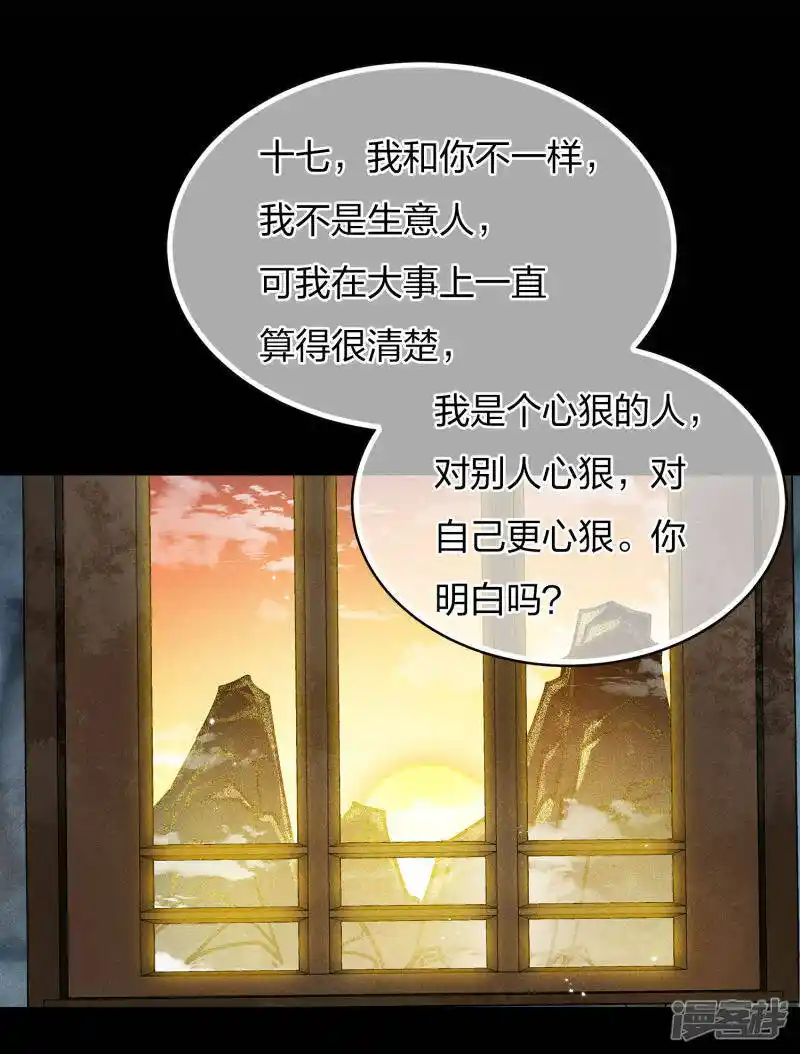 十七，我和你不一样，
我不是生意人，
可我在大事上一直
算得很清楚，
我是个心狠的人，
对别人心狠，对
自己更心狠。你
明白吗？
漫客栈